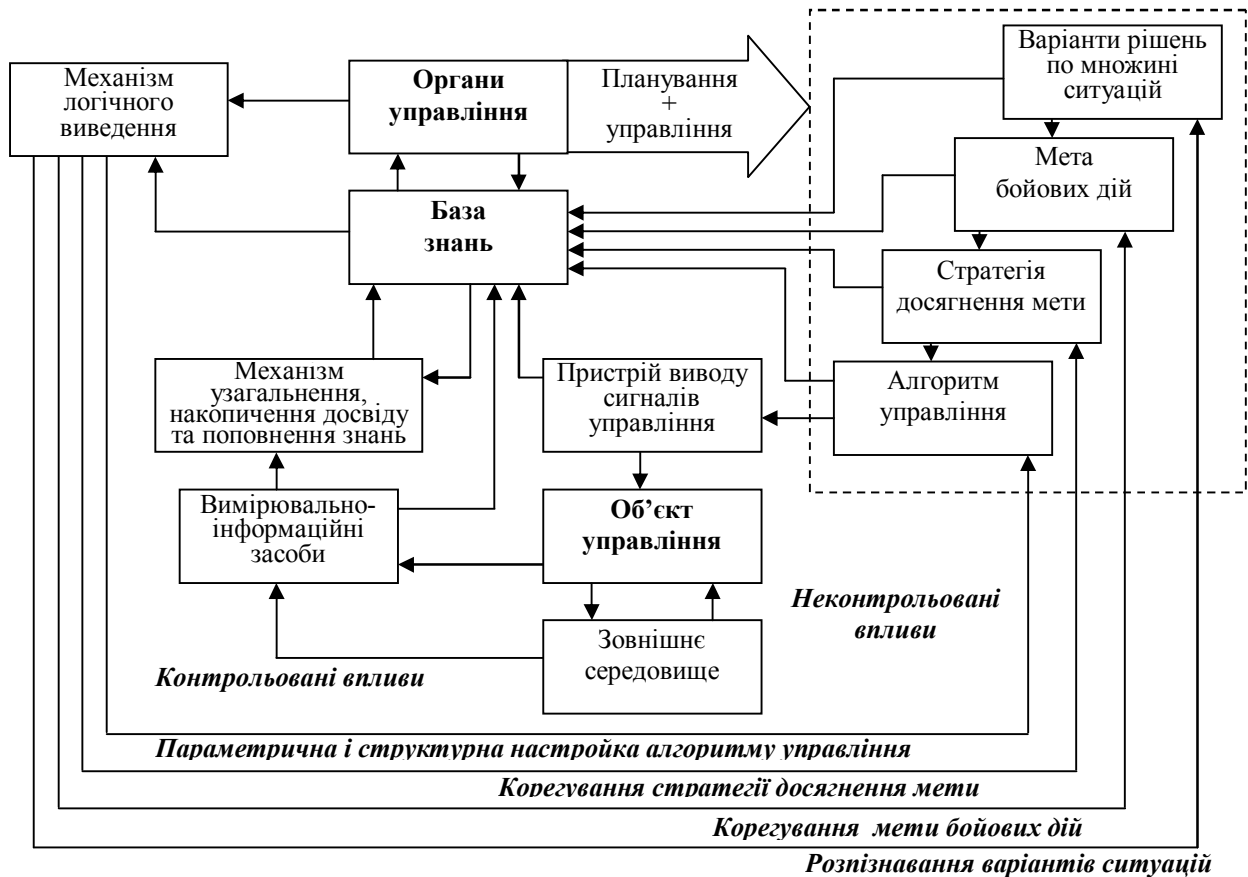 Механізм
логічного
виведення
Органи
управління
Планування
+
управління
Варіанти рішень
по множині
ситуацій
Мета
бойових дій
База
знань
Стратегія
досягнення мети
Механізм
узагальнення,
накопичення досвіду
та поповнення знань
Пристрій виводу
сигналів
управління
Алгоритм
управління
Вимірювально-
інформаційні
засоби
Об’єкт
управління
Неконтрольовані
впливи
Зовнішнє
середовище
Контрольовані впливи
Параметрична і структурна настройка алгоритму управління
Корегування стратегії досягнення мети
Корегування мети бойових дій
Розпізнавання варіантів ситуацій